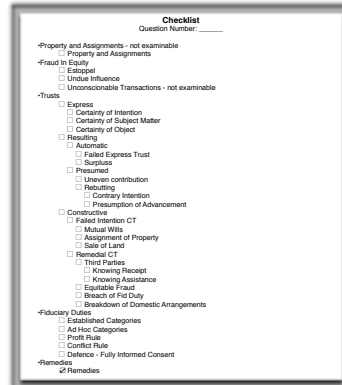 Checklist
Question Number: ______
•Property and Assignments - not examinable
☐ Property and Assignments
•Fraud In Equity
☐ Estoppel
☐ Undue Influence
☐ Unconscionable Transactions - not examinable
•Trusts
☐ Express
☐ Certainty of Intention
☐ Certainty of Subject Matter
☐ Certainty of Object
☐ Resulting
☐ Automatic
☐ Failed Express Trust
☐ Surpluss
☐ Presumed
☐ Uneven contribution
☐ Rebutting
☐ Contrary Intention
☐ Presumption of Advancement
☐ Constructive
☐ Failed Intention CT
☐ Mutual Wills
☐ Assignment of Property
☐ Sale of Land
☐ Remedial CT
☐ Third Parties
☐ Knowing Receipt
☐ Knowing Assistance
☐ Equitable Fraud
☐ Breach of Fid Duty
☐ Breakdown of Domestic Arrangements
•Fiduciary Duties
☐ Established Categories
☐ Ad Hoc Categories
☐ Profit Rule
☐ Conflict Rule
☐ Defence - Fully Informed Consent
•Remedies
☑ Remedies